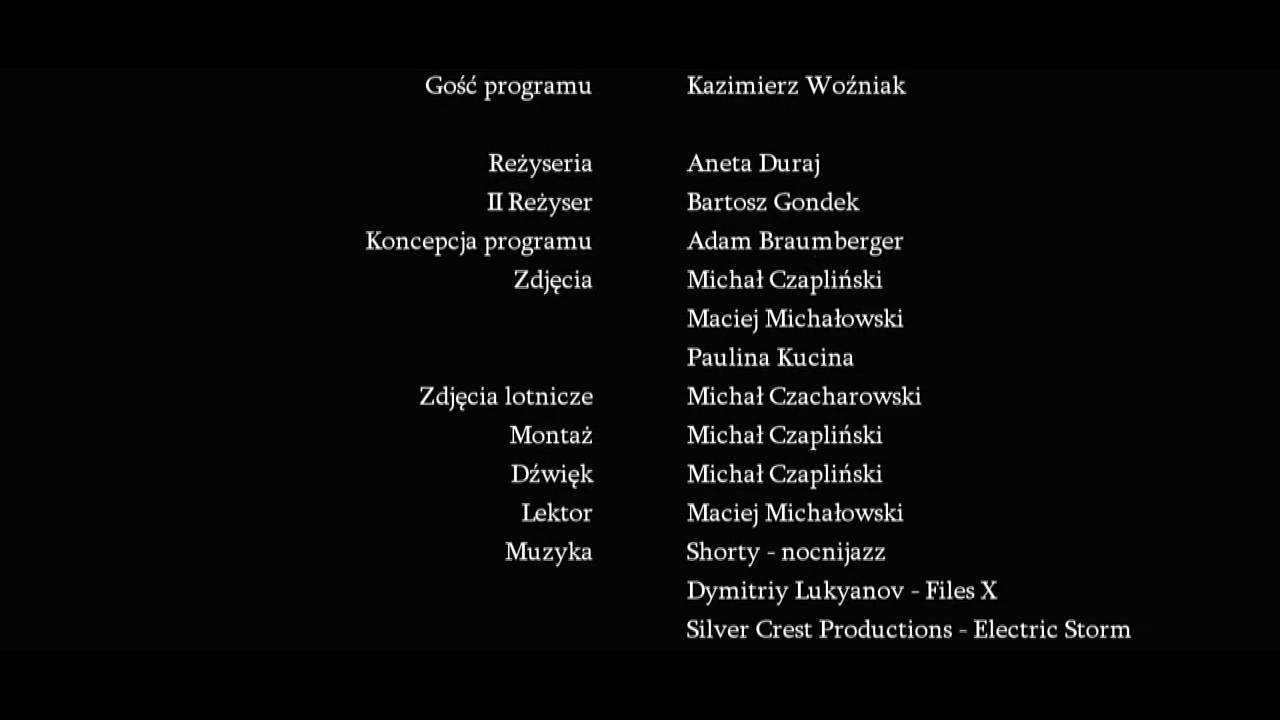 Gość programu Kazimierz Woźniak
Reżyseria Aneta Duraj
II Reżyser Bartosz Gondek
Koncepcja programu Adam Braumberger
Zdjęcia Michał Czapliński
Maciej Michałowski
Paulina Kucina
Zdjęcia lotnicze Michał Czacharowski
Montaż Michał Czapliński
Dźwięk Michał Czapliński
Lektor Maciej Michałowski
Muzyka Shorty - nocnijazz
Dymitriy Lukyanov - Files X
Silver Crest Productions - Electric Storm